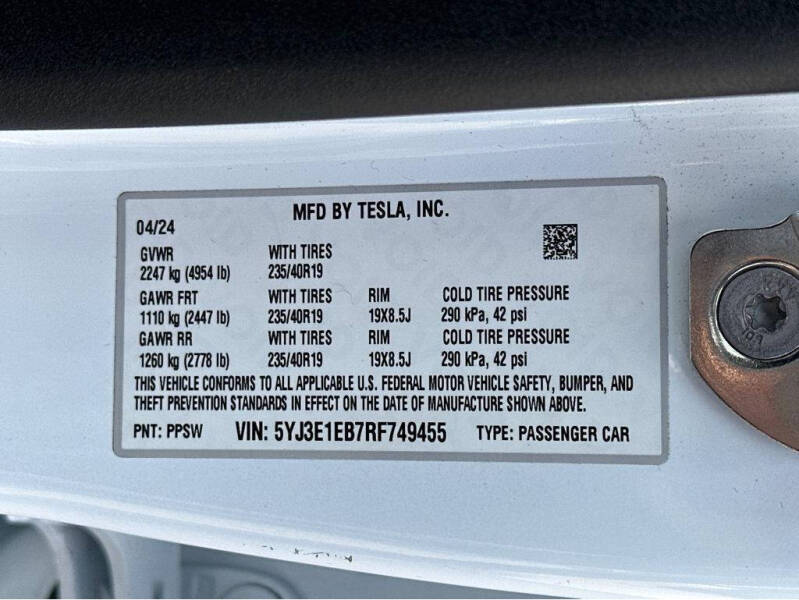 MFD BY TESLA, INC.
04/24
GVWR WITH TIRES
2247 kg (4954 lb) 235/40R19
GAWR FRT WITH TIRES RIM COLD TIRE PRESSURE
1110 kg (2447 lb) 235/40R19 19X8.5J 290 kPa, 42 psi
GAWR RR WITH TIRES RIM COLD TIRE PRESSURE
1260 kg (2778 lb) 235/40R19 19X8.5J 290 kPa, 42 psi
THIS VEHICLE CONFORMS TO ALL APPLICABLE U.S. FEDERAL MOTOR VEHICLE SAFETY, BUMPER, AND
THEFT PREVENTION STANDARDS IN EFFECT ON THE DATE OF MANUFACTURE SHOWN ABOVE.
PNT: PPSW VIN: 5YJ3E1EB7RF749455 TYPE: PASSENGER CAR